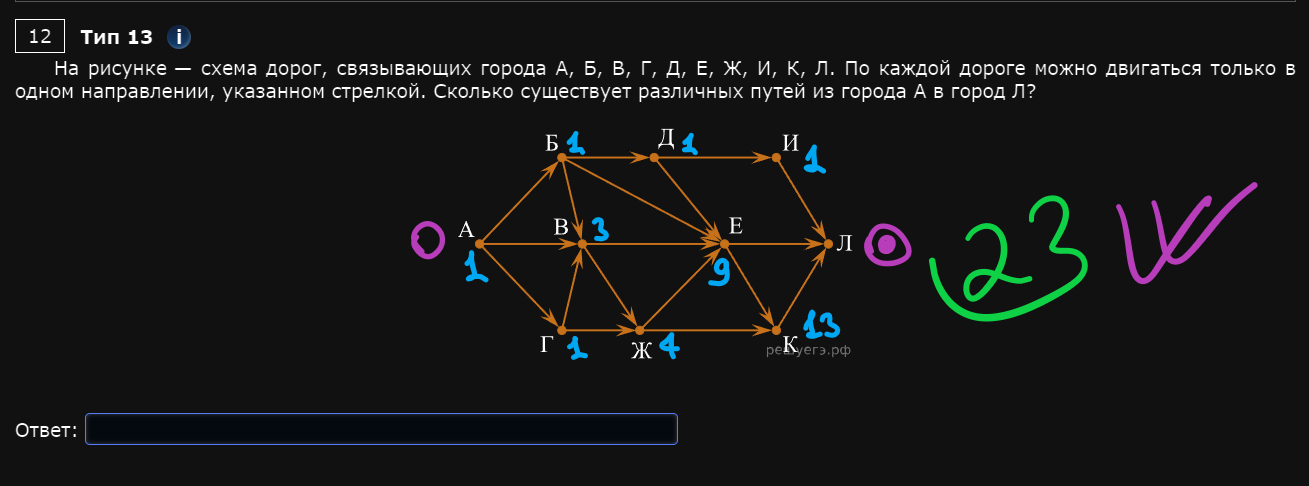 12 Тип 13 i
На рисунке — схема дорог, связывающих города А, Б, В, Г, Д, Е, Ж, И, К, Л. По каждой дороге можно двигаться только в
одном направлении, указанном стрелкой. Сколько существует различных путей из города А в город Л?
Б 1 Д 1 И 1
А 1 В 3 Е 9 Л 23
Г 1 Ж 4 К 13
решуегэ.рф
Ответ: